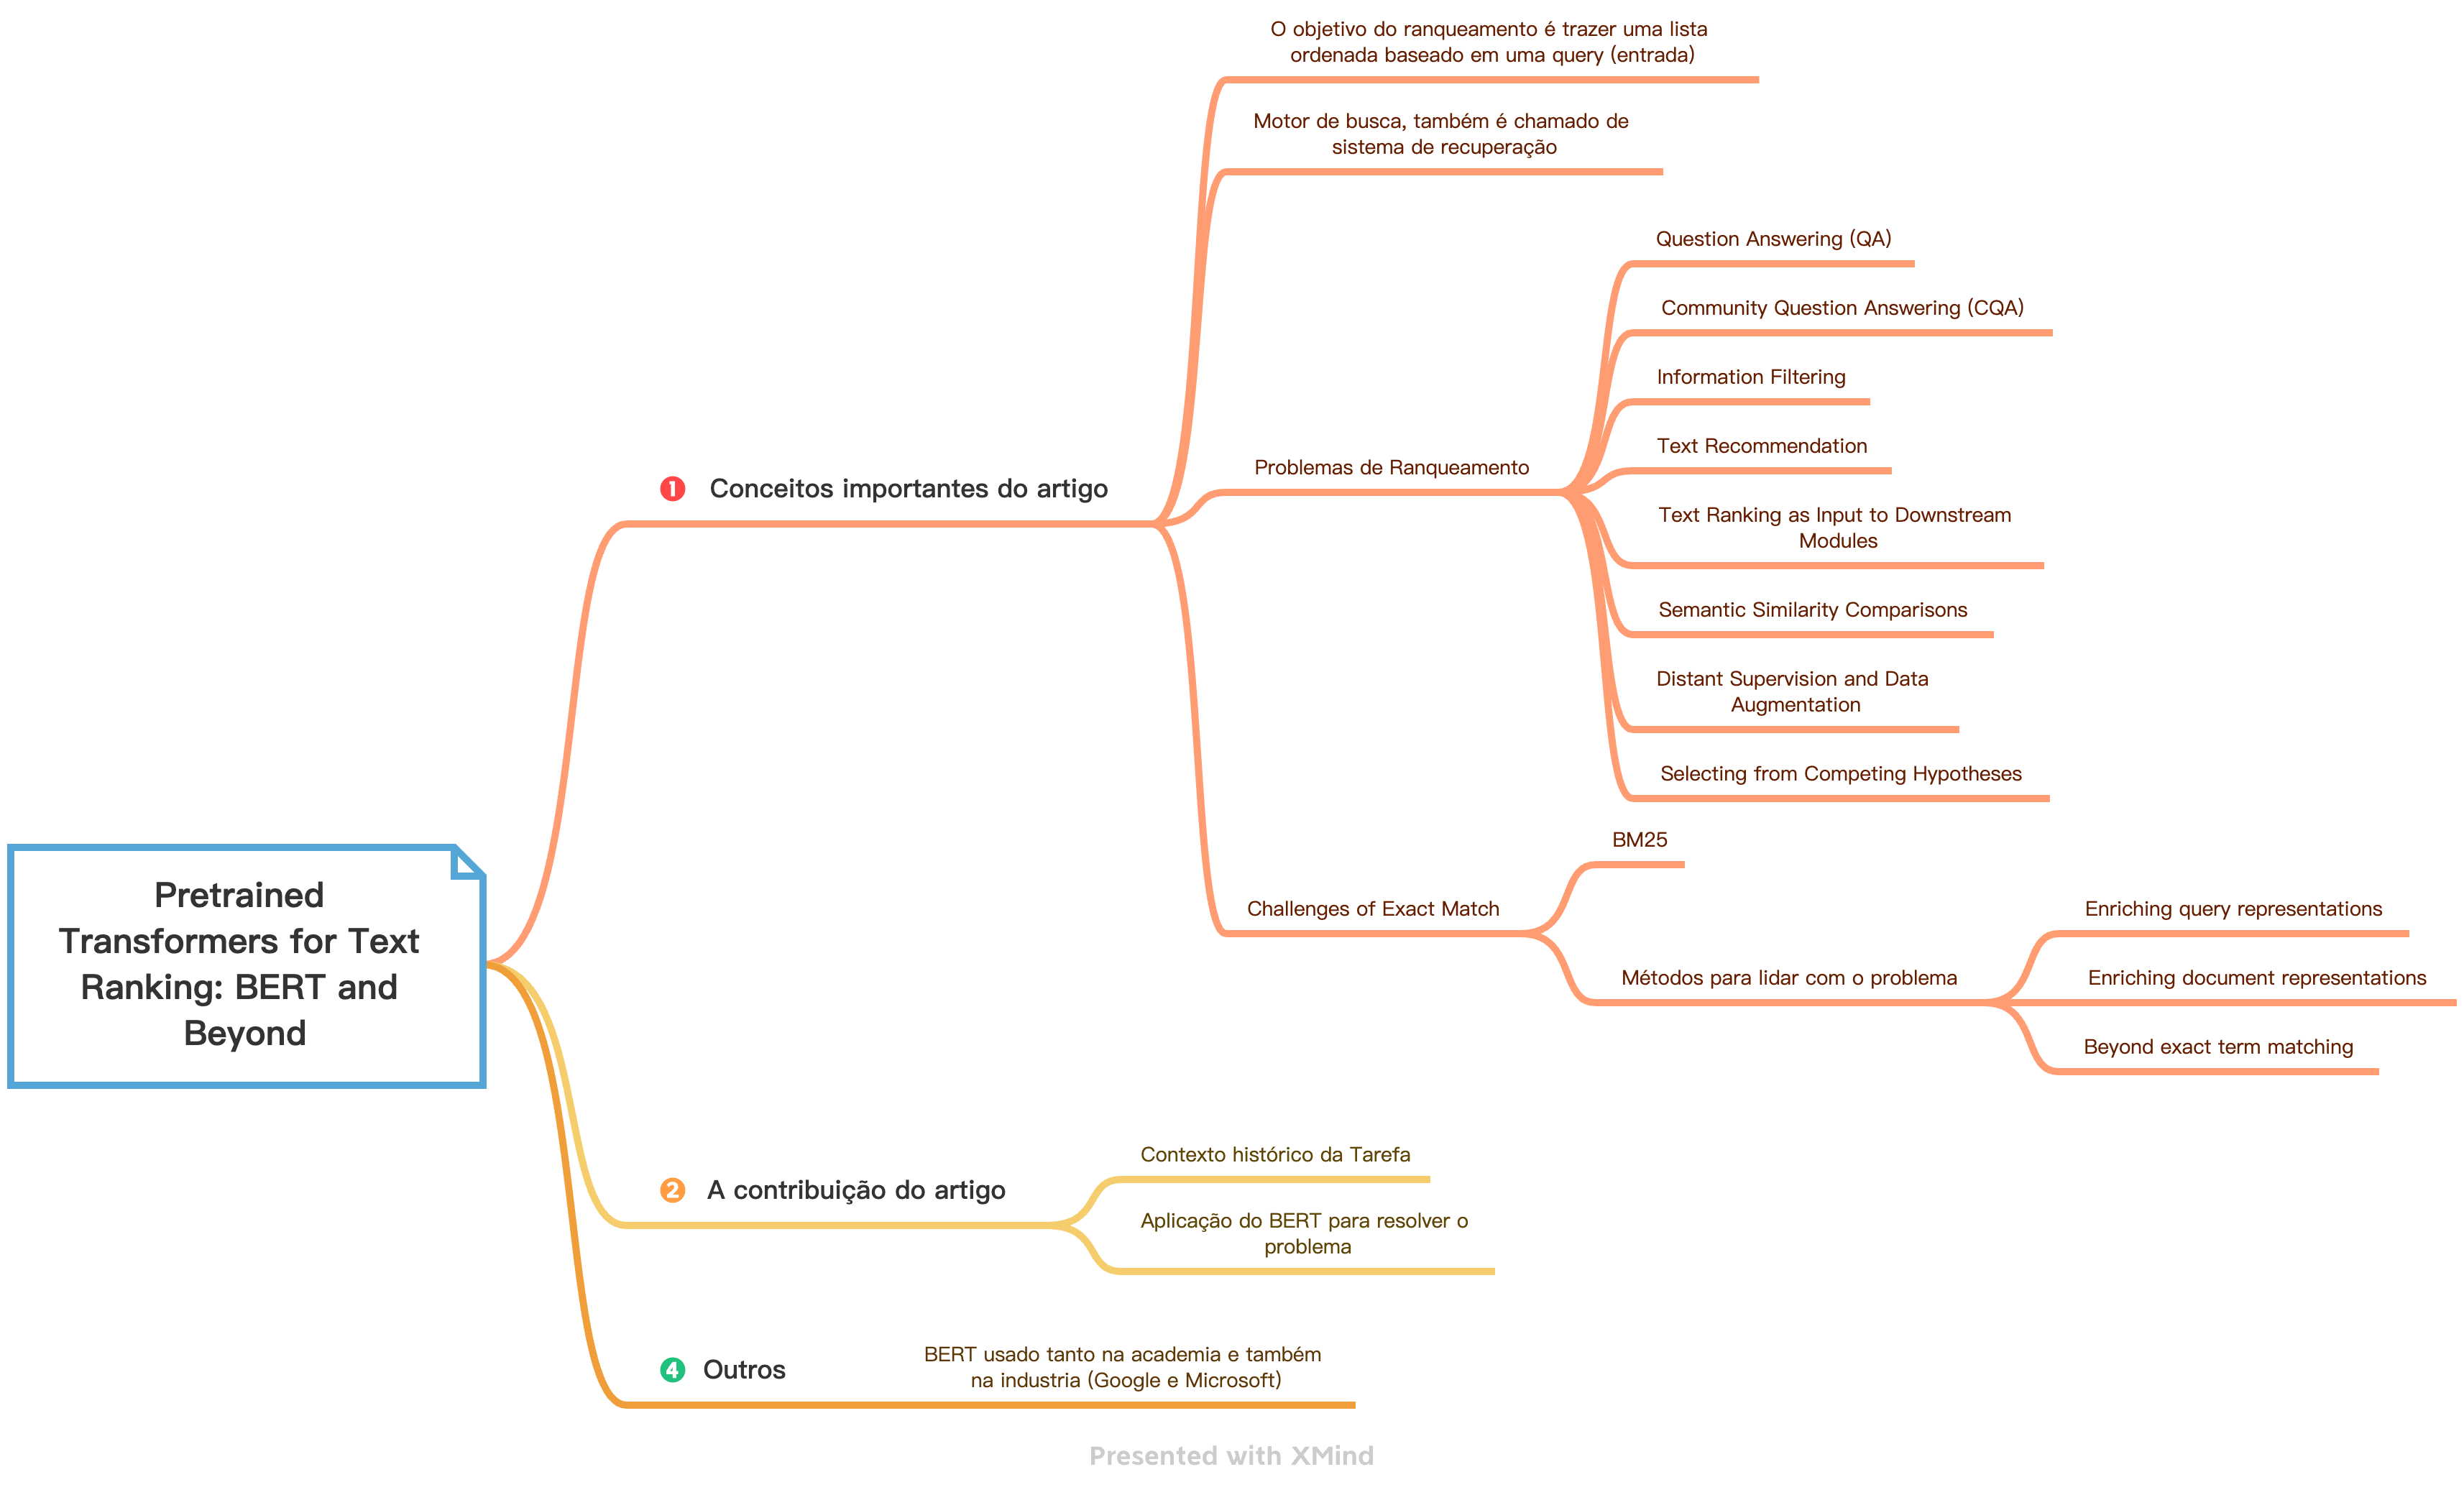 Pretrained
Transformers for Text
Ranking: BERT and
Beyond
1 Conceitos importantes do artigo
O objetivo do ranqueamento é trazer uma lista
ordenada baseado em uma query (entrada)
Motor de busca, também é chamado de
sistema de recuperação
Problemas de Ranqueamento
Question Answering (QA)
Community Question Answering (CQA)
Information Filtering
Text Recommendation
Text Ranking as Input to Downstream
Modules
Semantic Similarity Comparisons
Distant Supervision and Data
Augmentation
Selecting from Competing Hypotheses
Challenges of Exact Match
BM25
Métodos para lidar com o problema
Enriching query representations
Enriching document representations
Beyond exact term matching
2 A contribuição do artigo
Contexto histórico da Tarefa
Aplicação do BERT para resolver o
problema
4 Outros
BERT usado tanto na academia e também
na industria (Google e Microsoft)
Presented with XMind